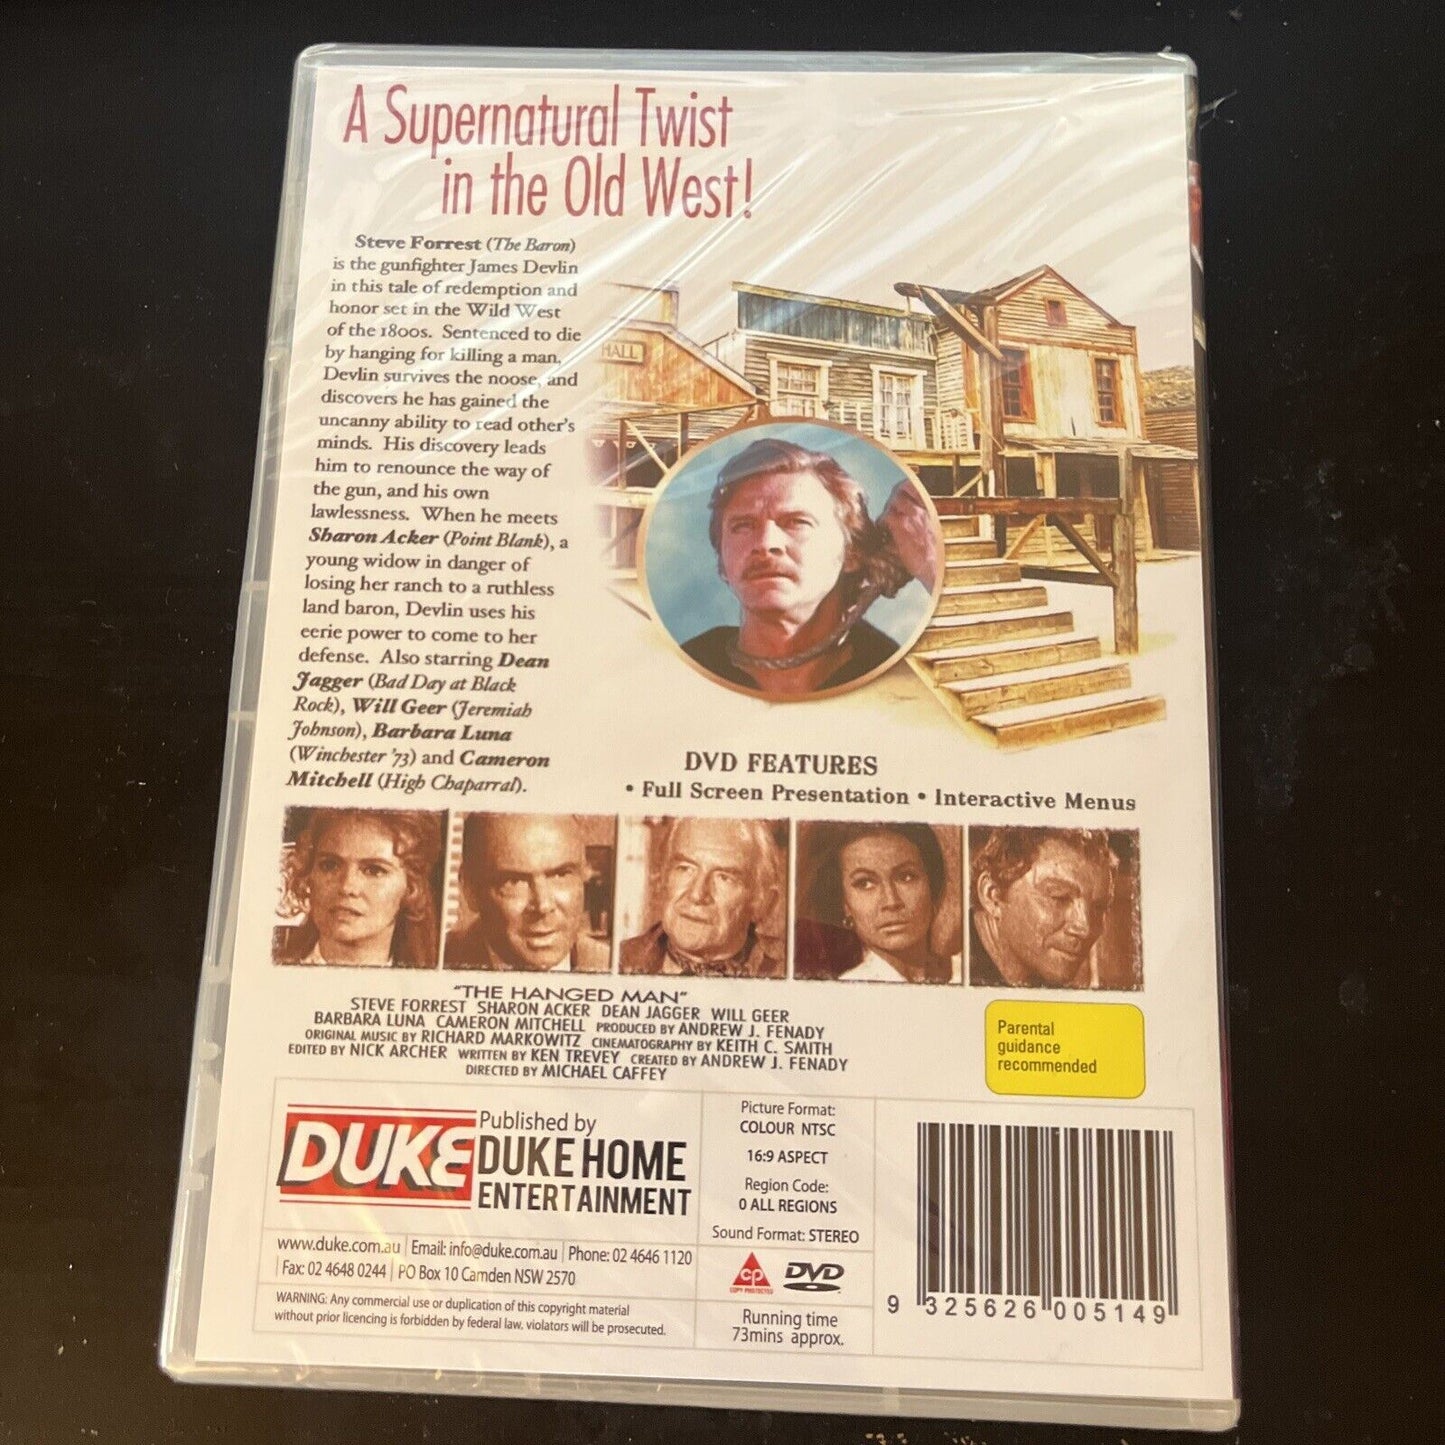 A Supernatural Twist
in the Old West!
Steve Forrest (The Baron)
is the gunfighter James Devlin
in this tale of redemption and
honor set in the Wild West
of the 1800s. Sentenced to die
by hanging for killing a man,
Devlin survives the noose, and
discovers he has gained the
uncanny ability to read other's
minds. His discovery leads
him to renounce the way of
the gun, and his own
lawlessness. When he meets
Sharon Acker (Point Blank), a
young widow in danger of
losing her ranch to a ruthless
land baron, Devlin uses his
eerie power to come to her
defense. Also starring Dean
Jagger (Bad Day at Black
Rock), Will Geer (Jeremiah
Johnson), Barbara Luna
(Winchester '73) and Cameron
Mitchell (High Chaparral).
HALL
DVD FEATURES
• Full Screen Presentation • Interactive Menus
"THE HANGED MAN"
STEVE FORREST SHARON ACKER DEAN JAGGER WILL GEER
BARBARA LUNA CAMERON MITCHELL PRODUCED BY ANDREW J. FENADY
ORIGINAL MUSIC BY RICHARD MARKOWITZ CINEMATOGRAPHY BY KEITH C. SMITH
EDITED BY NICK ARCHER WRITTEN BY KEN TREVEY CREATED BY ANDREW J. FENADY
DIRECTED BY MICHAEL CAFFEY
Parental
guidance
recommended
DUKE
Published by
DUKE HOME
ENTERTAINMENT
www.duke.com.au | Email: info@duke.com.au | Phone: 02 4646 1120
| Fax: 02 4648 0244 | PO Box 10 Camden NSW 2570
WARNING: Any commercial use or duplication of this copyright material
without prior licencing is forbidden by federal law. violators will be prosecuted.
Picture Format:
COLOUR NTSC
16:9 ASPECT
Region Code:
0 ALL REGIONS
Sound Format: STEREO
CP
COPY PROTECTED
DVD
Running time
73mins approx.
9 325626 005149